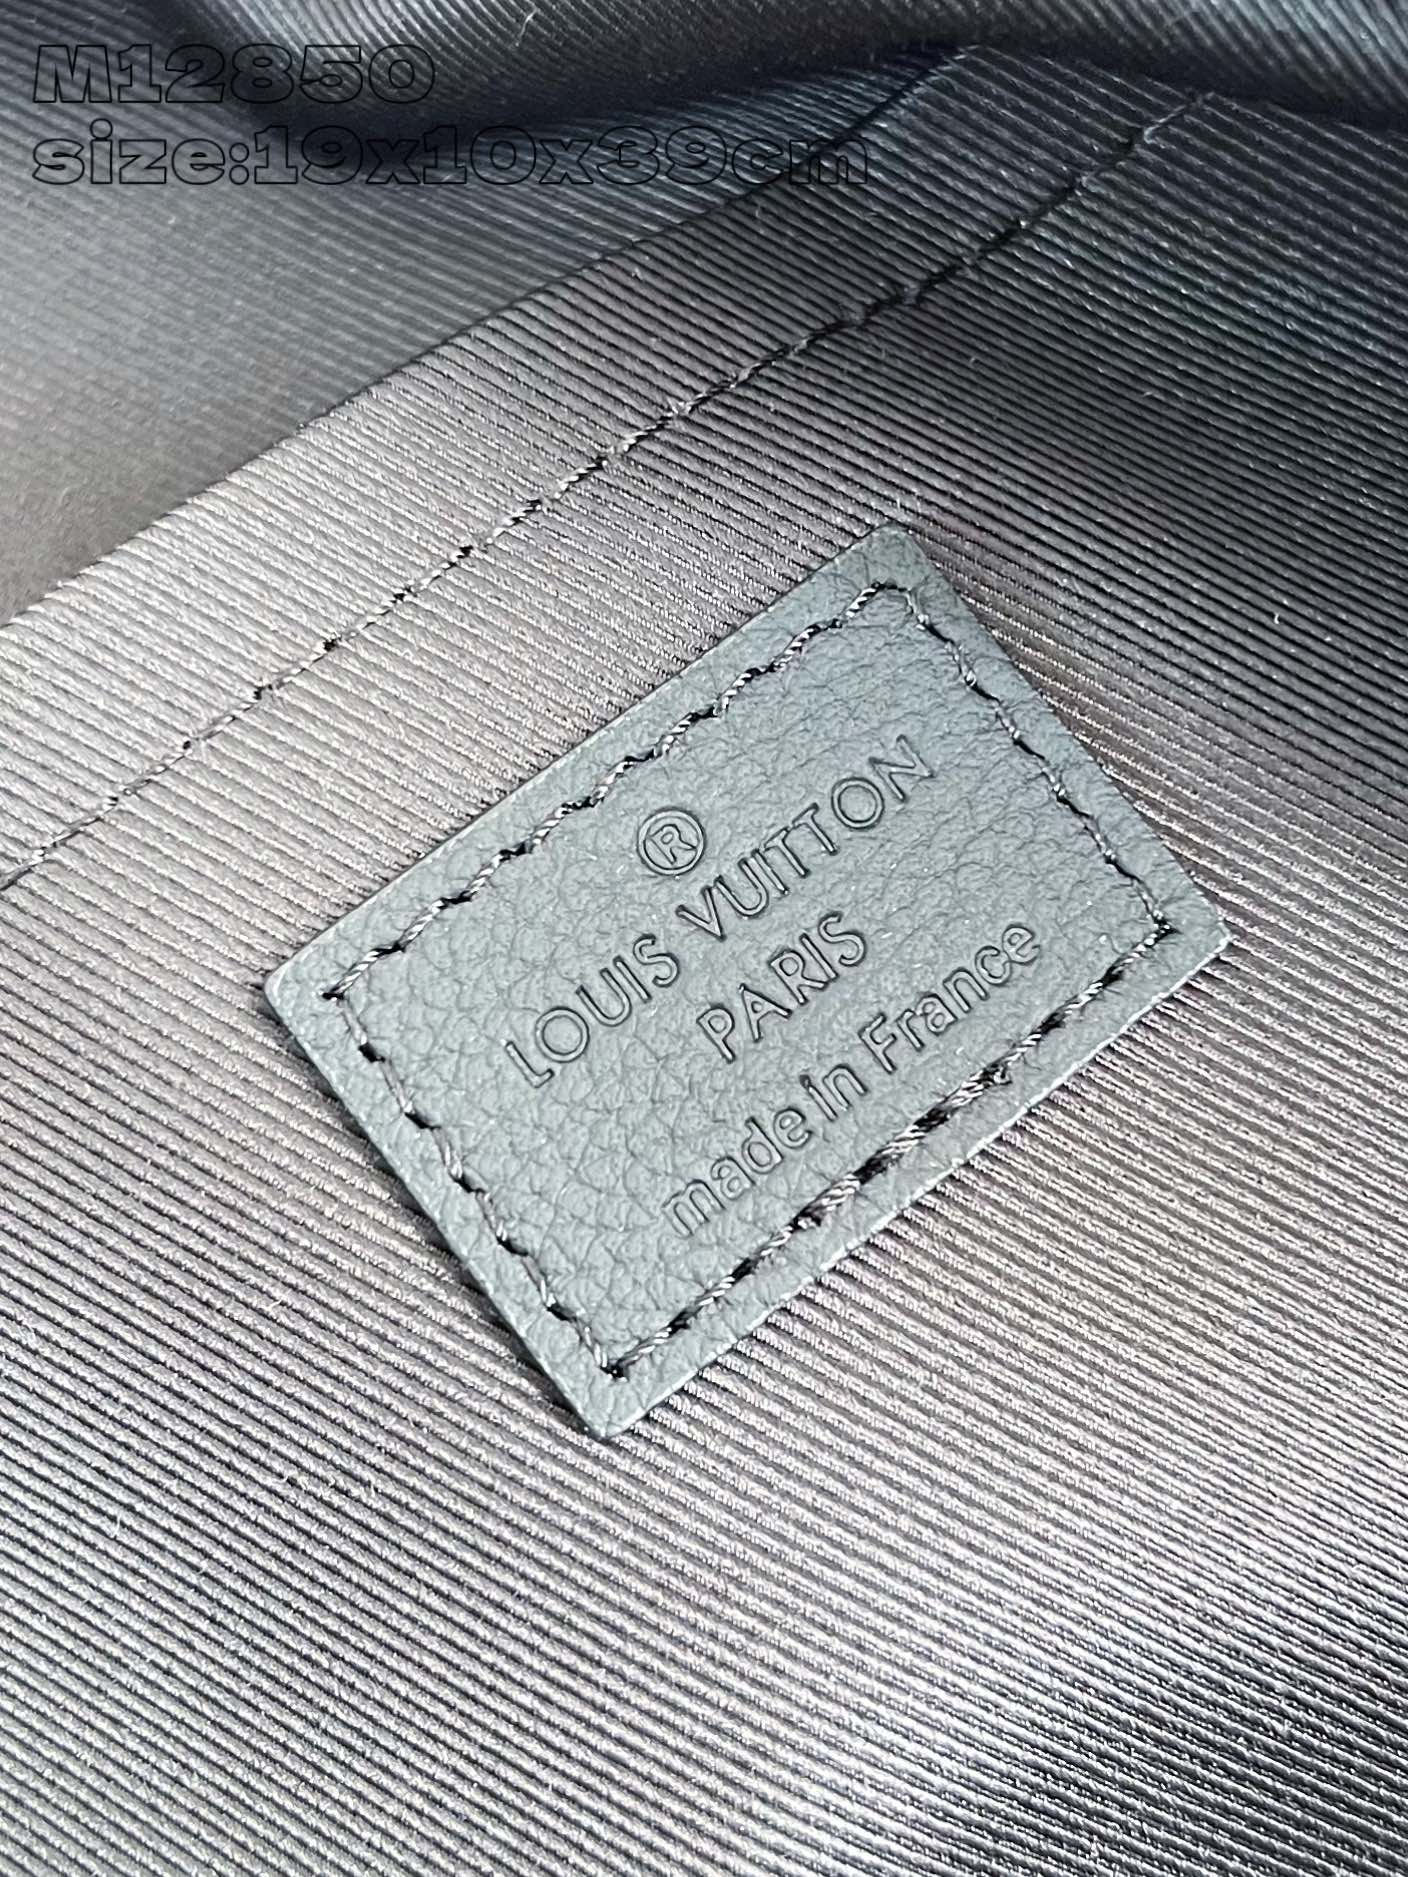 M12850
size:19x10x39cm
®
LOUIS VUITTON
PARIS
made in France